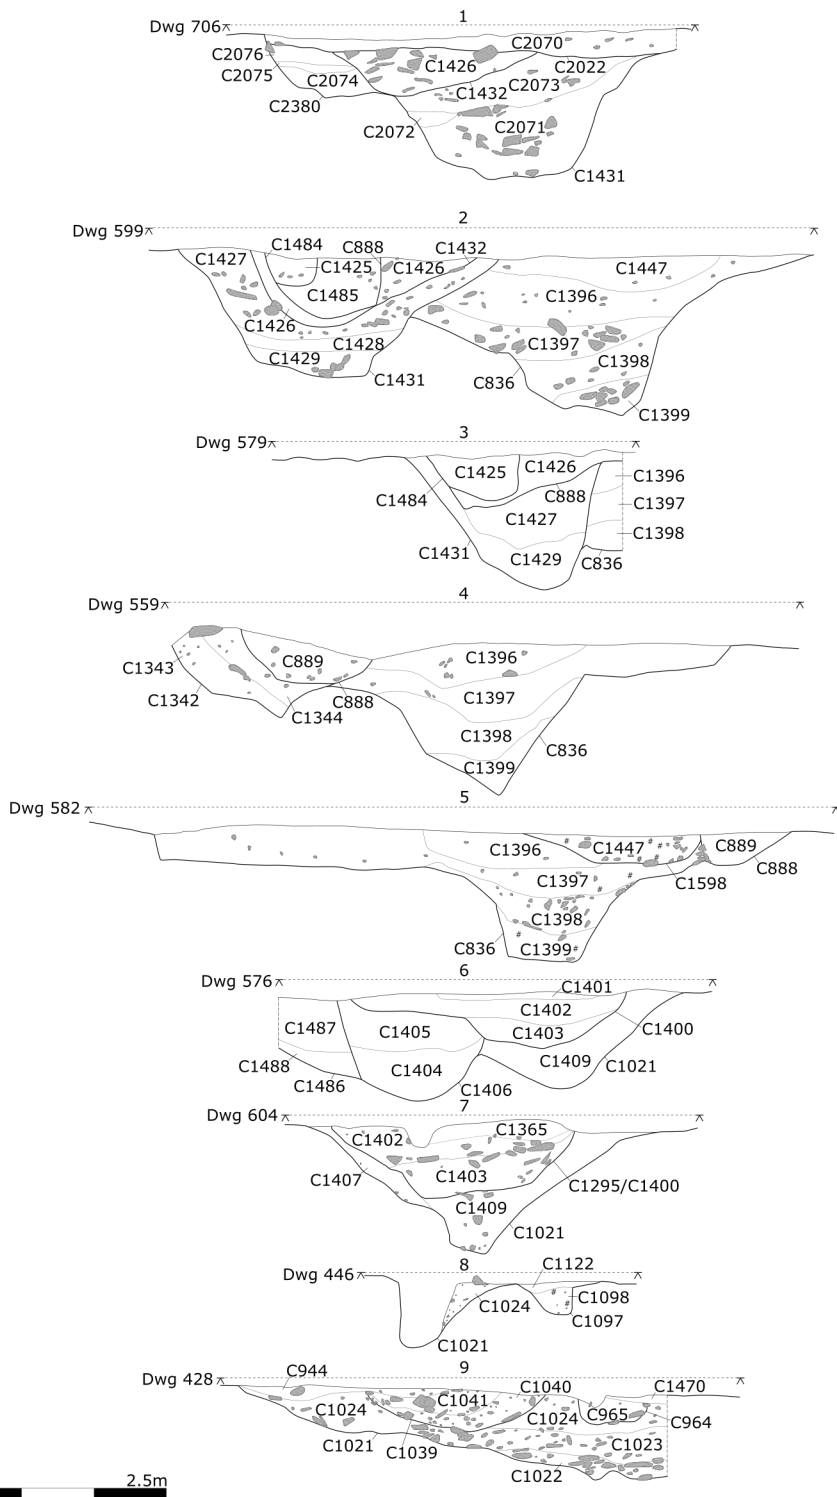 1
Dwg 706
C2070
C2076
C1426
C2022
C2075
C2074
C2073
C1432
C2380
C2072
C2071
C1431
2
Dwg 599
C1427
C1484
C888
C1432
C1425
C1426
C1447
C1485
C1396
C1426
C1428
C1397
C1429
C1398
C1431
C836
C1399
3
Dwg 579
C1425
C1426
C1396
C1484
C888
C1397
C1427
C1398
C1431
C1429
C836
4
Dwg 559
C1343
C889
C1396
C1342
C1344
C888
C1397
C1398
C836
C1399
5
Dwg 582
C1396
C1447
C889
C1397
C1598
C888
C1398
C836
C1399
6
Dwg 576
C1401
C1402
C1487
C1405
C1403
C1400
C1488
C1404
C1409
C1021
C1486
C1406
7
Dwg 604
C1365
C1402
C1407
C1403
C1295/C1400
C1409
C1021
8
Dwg 446
C1122
C1024
C1098
C1097
C1021
9
Dwg 428
C944
C1040
C1470
C1041
C1024
C1024
C965
C964
C1021
C1039
C1023
C1022
2.5m